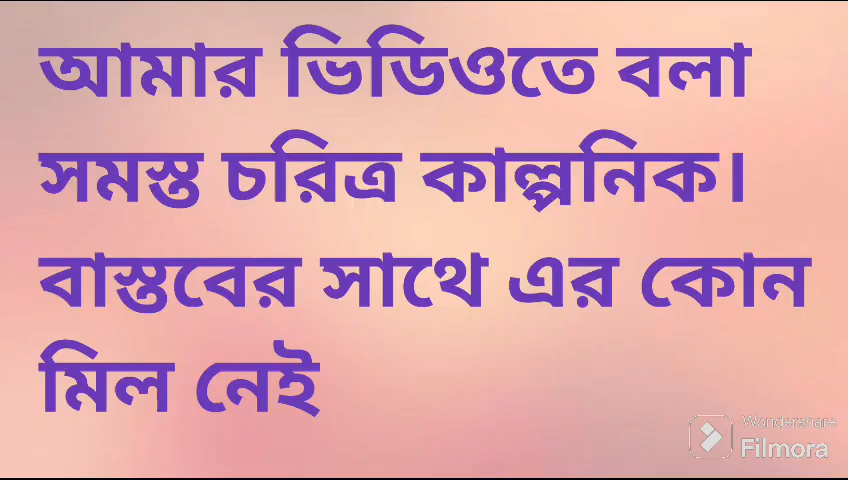 আমার ভিডিওতে বলা
সমস্ত চরিত্র কাল্পনিক।
বাস্তবের সাথে এর কোন
মিল নেই
Wondershare
Filmora